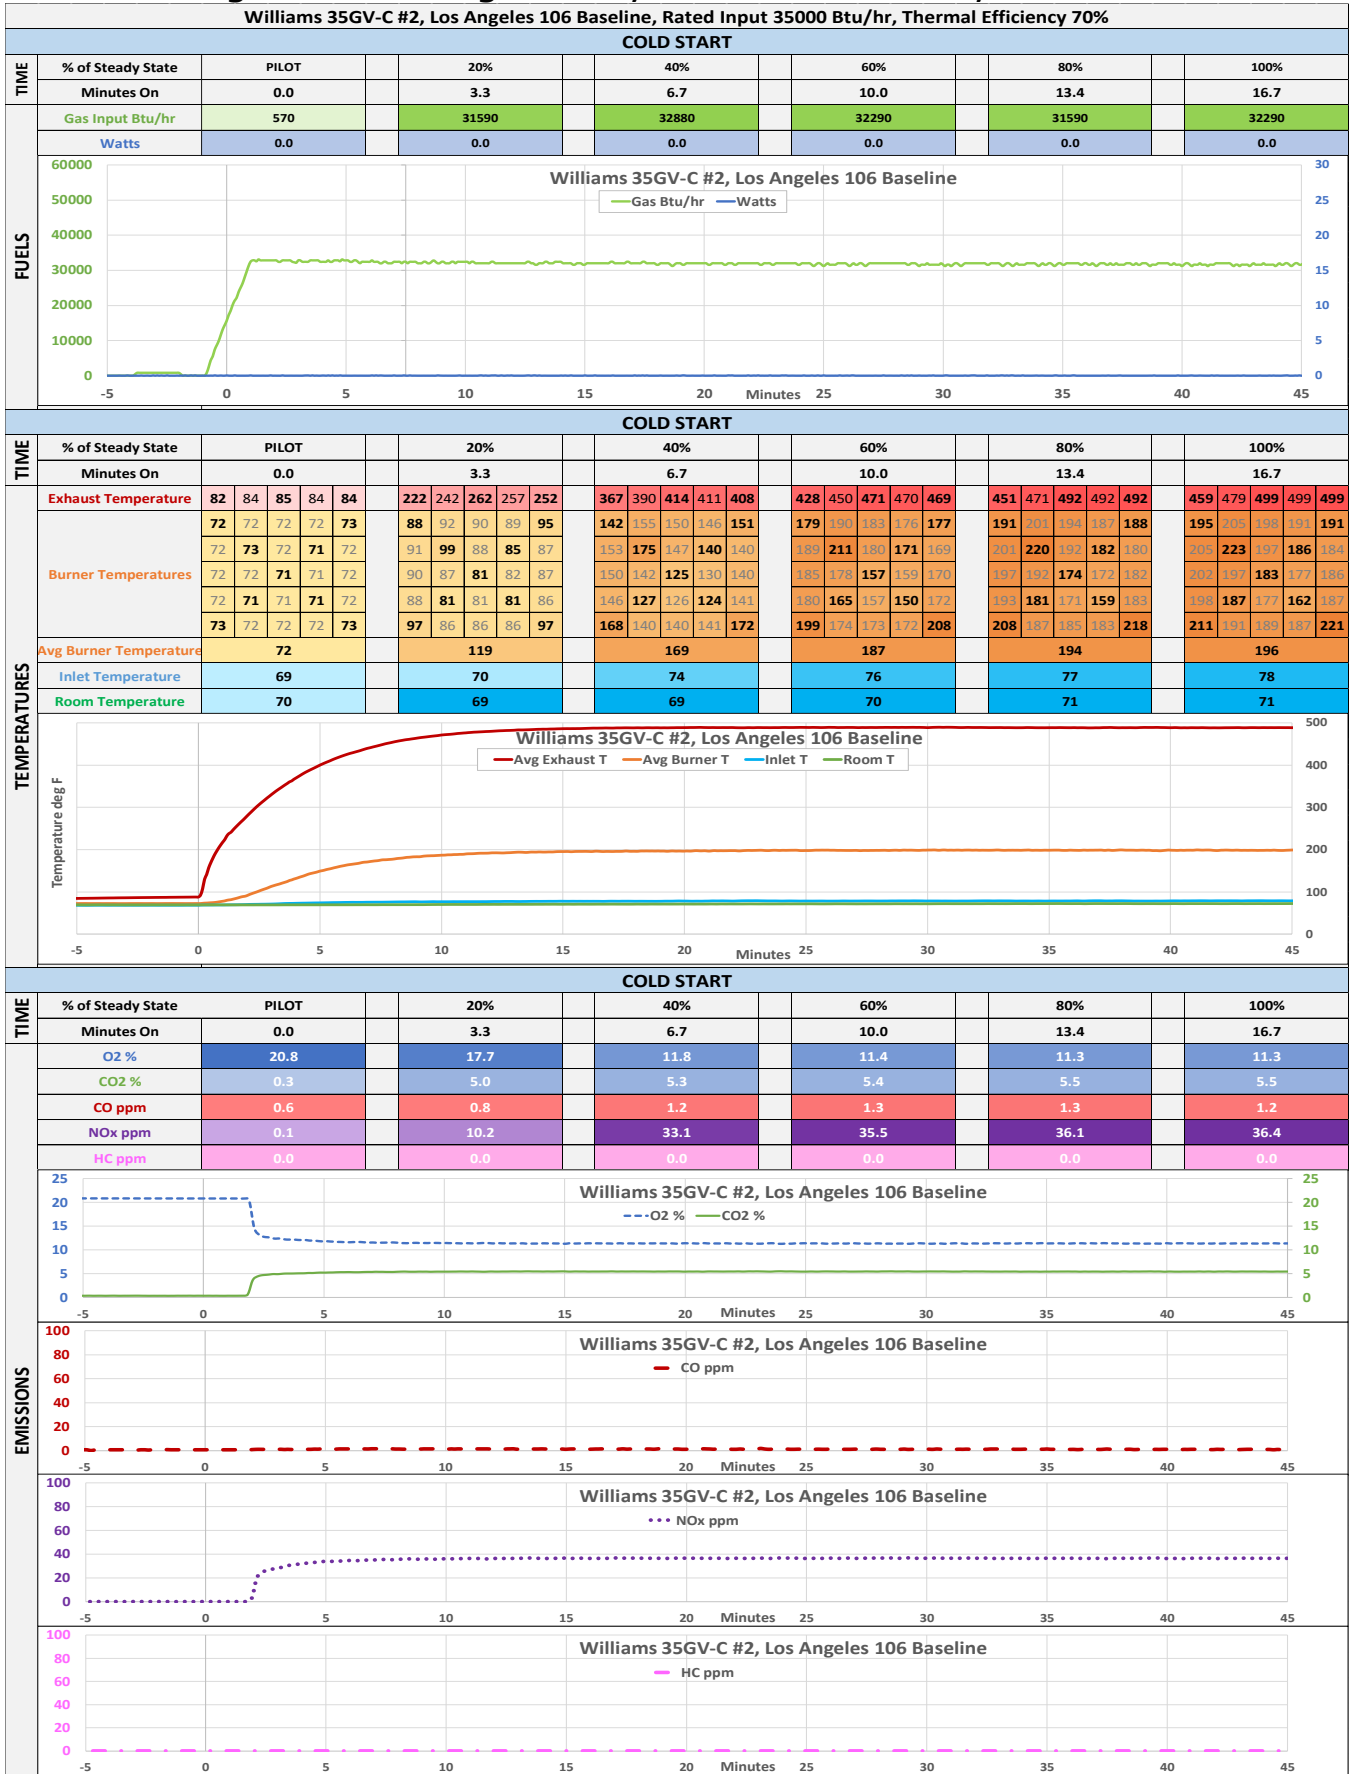 Williams 35GV-C #2, Los Angeles 106 Baseline, Rated Input 35000 Btu/hr, Thermal Efficiency 70%
COLD START
TIME
% of Steady State PILOT 20% 40% 60% 80% 100%
Minutes On 0.0 3.3 6.7 10.0 13.4 16.7
FUELS
Gas Input Btu/hr 570 31590 32880 32290 31590 32290
Watts 0.0 0.0 0.0 0.0 0.0 0.0
Williams 35GV-C #2, Los Angeles 106 Baseline
Gas Btu/hr Watts
60000 30
50000 25
40000 20
30000 15
20000 10
10000 5
0 0
-5 0 5 10 15 20 Minutes 25 30 35 40 45
COLD START
TIME
% of Steady State PILOT 20% 40% 60% 80% 100%
Minutes On 0.0 3.3 6.7 10.0 13.4 16.7
TEMPERATURES
Exhaust Temperature 82 84 85 84 84 222 242 262 257 252 367 390 414 411 408 428 450 471 470 469 451 471 492 492 492 459 479 499 499 499
72 72 72 72 73 88 92 90 89 95 142 155 150 146 151 179 190 183 176 177 191 201 194 187 188 195 205 198 191 191
72 73 72 71 72 91 99 88 85 87 153 175 147 140 140 189 211 180 171 169 201 220 192 182 180 205 223 197 186 184
Burner Temperatures 72 72 71 71 72 90 87 81 82 87 150 142 125 130 140 185 178 157 159 170 197 192 174 172 182 202 197 183 177 186
72 71 71 71 72 88 81 81 81 86 146 127 126 124 141 180 165 157 150 172 193 181 171 159 183 198 187 177 162 187
73 72 72 72 73 97 86 86 86 97 168 140 140 141 172 199 174 173 172 208 208 187 185 183 218 211 191 189 187 221
Avg Burner Temperature 72 119 169 187 194 196
Inlet Temperature 69 70 74 76 77 78
Room Temperature 70 69 69 70 71 71
Williams 35GV-C #2, Los Angeles 106 Baseline
Avg Exhaust T Avg Burner T Inlet T Room T
Temperature deg F
500
400
300
200
100
0
-5 0 5 10 15 20 Minutes 25 30 35 40 45
COLD START
TIME
% of Steady State PILOT 20% 40% 60% 80% 100%
Minutes On 0.0 3.3 6.7 10.0 13.4 16.7
EMISSIONS
O2 % 20.8 17.7 11.8 11.4 11.3 11.3
CO2 % 0.3 5.0 5.3 5.4 5.5 5.5
CO ppm 0.6 0.8 1.2 1.3 1.3 1.2
NOx ppm 0.1 10.2 33.1 35.5 36.1 36.4
HC ppm 0.0 0.0 0.0 0.0 0.0 0.0
Williams 35GV-C #2, Los Angeles 106 Baseline
O2 % CO2 %
25 25
20 20
15 15
10 10
5 5
0 0
-5 0 5 10 15 20 Minutes 25 30 35 40 45
Williams 35GV-C #2, Los Angeles 106 Baseline
CO ppm
100
80
60
40
20
0
-5 0 5 10 15 20 Minutes 25 30 35 40 45
Williams 35GV-C #2, Los Angeles 106 Baseline
NOx ppm
100
80
60
40
20
0
-5 0 5 10 15 20 Minutes 25 30 35 40 45
Williams 35GV-C #2, Los Angeles 106 Baseline
HC ppm
100
80
60
40
20
0
-5 0 5 10 15 20 Minutes 25 30 35 40 45